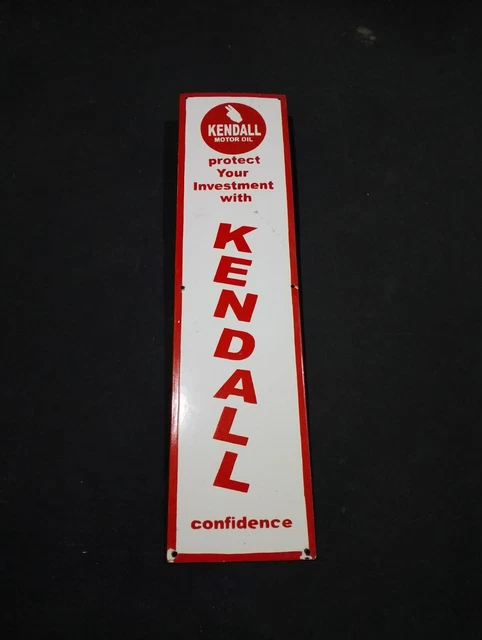 KENDALL
MOTOR OIL
protect
Your
Investment
with
KENDALL
confidence